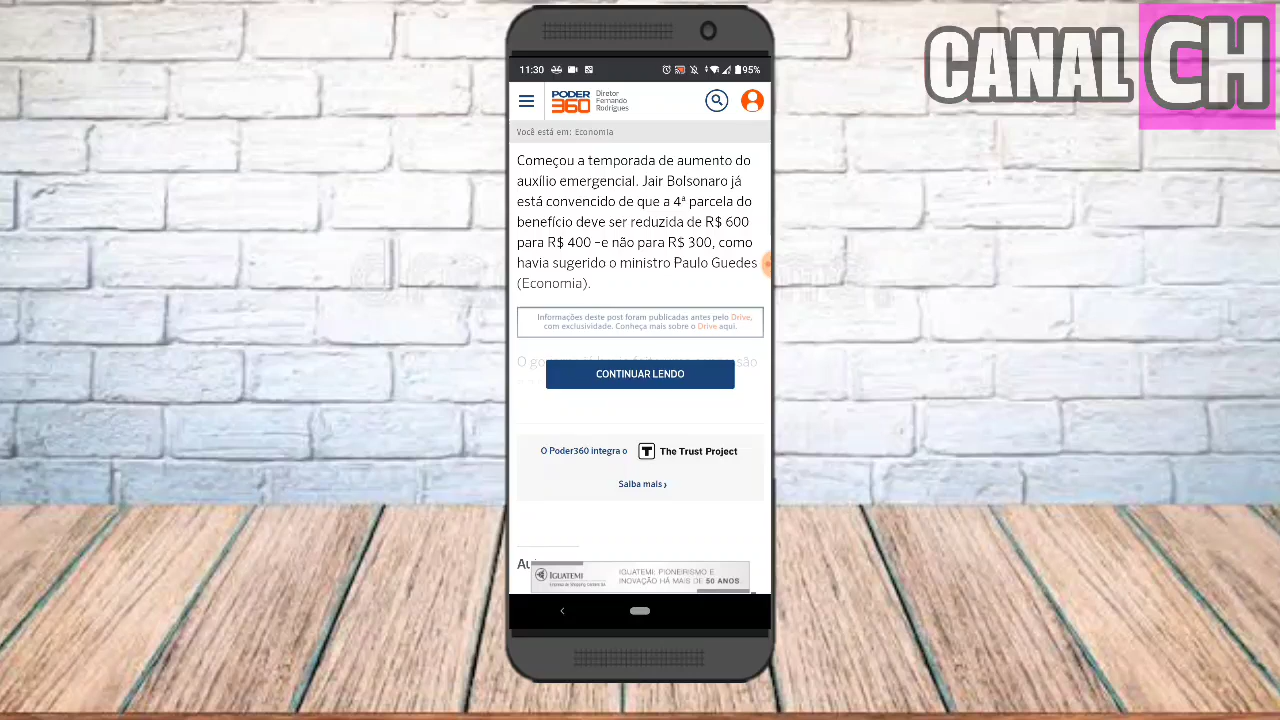 CANAL CH
11:30
95%
PODER
360
Diretor
Fernando
Rodrigues
Você está em: Economia
Começou a temporada de aumento do
auxílio emergencial. Jair Bolsonaro já
está convencido de que a 4ª parcela do
benefício deve ser reduzida de R$ 600
para R$ 400 –e não para R$ 300, como
havia sugerido o ministro Paulo Guedes
(Economia).
Informações deste post foram publicadas antes pelo Drive,
com exclusividade. Conheça mais sobre o Drive aqui.
CONTINUAR LENDO
O Poder360 integra o
T The Trust Project
Saiba mais ›
IGUATEMI
IGUATEMI: PIONEIRISMO E
INOVAÇÃO HÁ MAIS DE 50 ANOS